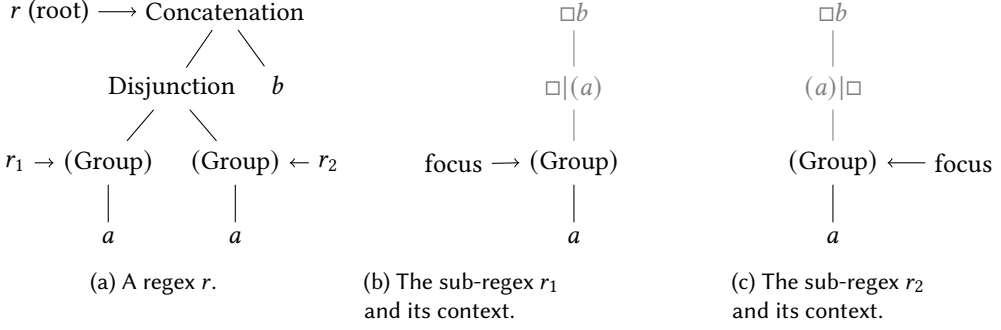 r (root) → Concatenation
Disjunction b
r₁ → (Group) (Group) ← r₂
a a
(a) A regex r.
□b
□|(a)
focus → (Group)
a
(b) The sub-regex r₁
and its context.
□b
(a)|□
(Group) ← focus
a
(c) The sub-regex r₂
and its context.